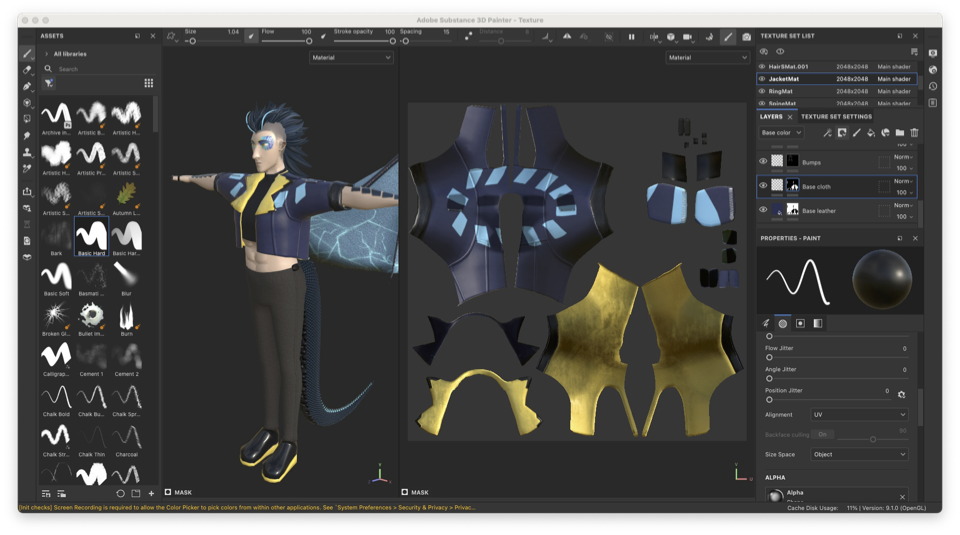 Adobe Substance 3D Painter - Texture
ASSETS
All libraries
Search
Archive In...
Artistic B...
Artistic H...
Artistic H...
Artistic Pr...
Artistic S...
Artistic S...
Artistic S...
Autumn L...
Bark
Basic Hard
Basic Har...
Basic Soft
Basmati ...
Blur
Broken Gl...
Bullet Im...
Burn
Calligrap...
Cement 1
Cement 2
Chalk Bold
Chalk Bu...
Chalk Spr...
Chalk Str...
Chalk Thin
Charcoal
Size 1.04
Flow 100
Stroke opacity 100
Spacing 15
Distance 8
Material
Material
MASK
MASK
TEXTURE SET LIST
HairSMat.001 2048x2048 Main shader
JacketMat 2048x2048 Main shader
RingMat 2048x2048 Main shader
SpineMat 2048x2048 Main shader
LAYERS
TEXTURE SET SETTINGS
Base color
100
Bumps Norm
100
Base cloth Norm
100
Base leather Norm
100
PROPERTIES - PAINT
Flow Jitter 0
Angle Jitter 0
Position Jitter 0
Alignment UV
Backface culling On 90
Size Space Object
ALPHA
Alpha
[Init checks] Screen Recording is required to allow the Color Picker to pick colors from within other applications. See `System Preferences > Security & Privacy > Privac...
Cache Disk Usage: 11% | Version: 9.1.0 (OpenGL)